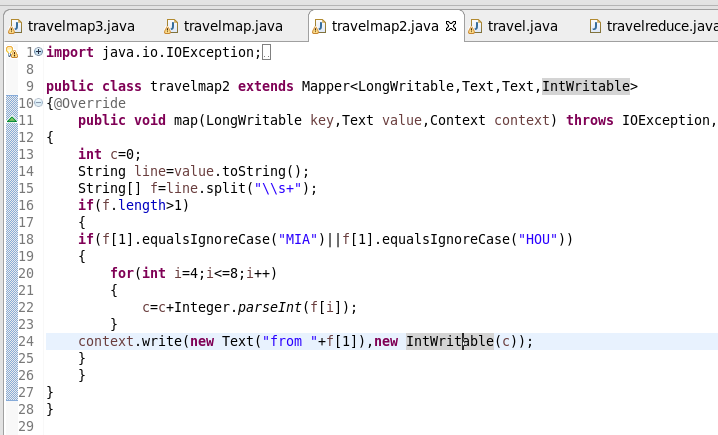 travelmap3.java travelmap.java travelmap2.java travel.java travelreduce.java
1 import java.io.IOException;
8
9 public class travelmap2 extends Mapper<LongWritable,Text,Text,IntWritable>
10 {@Override
11 public void map(LongWritable key,Text value,Context context) throws IOException,
12 {
13 int c=0;
14 String line=value.toString();
15 String[] f=line.split("\\s+");
16 if(f.length>1)
17 {
18 if(f[1].equalsIgnoreCase("MIA")||f[1].equalsIgnoreCase("HOU"))
19 {
20 for(int i=4;i<=8;i++)
21 {
22 c=c+Integer.parseInt(f[i]);
23 }
24 context.write(new Text("from "+f[1]),new IntWritable(c));
25 }
26 }
27 }
28 }
29